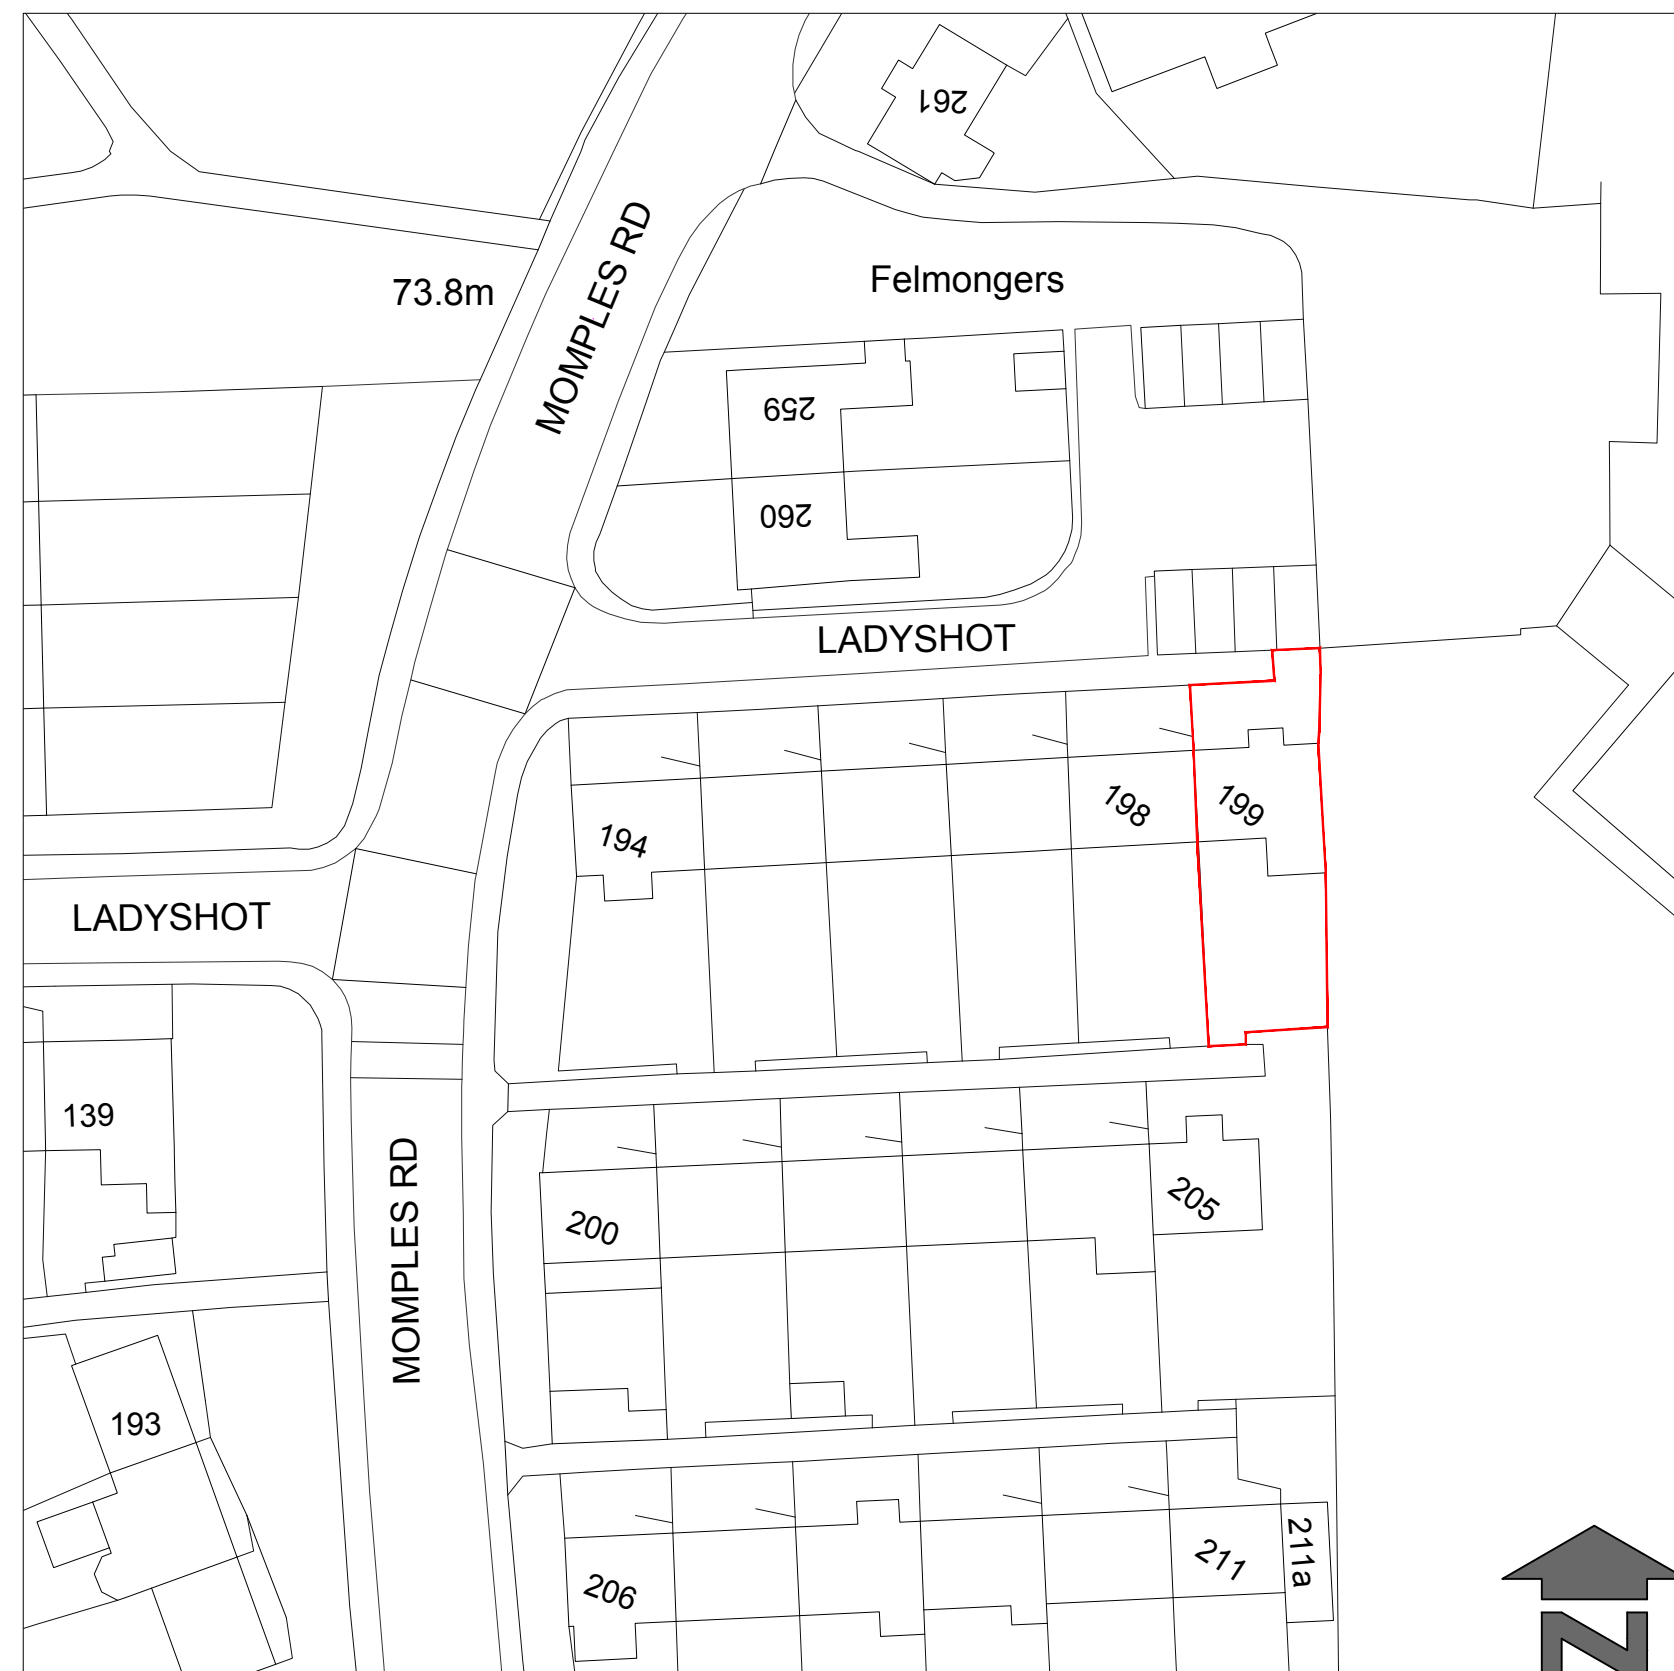 261
MOMPLES RD
73.8m
Felmongers
259
260
LADYSHOT
198
199
194
LADYSHOT
139
MOMPLES RD
205
200
193
211
211a
206
N